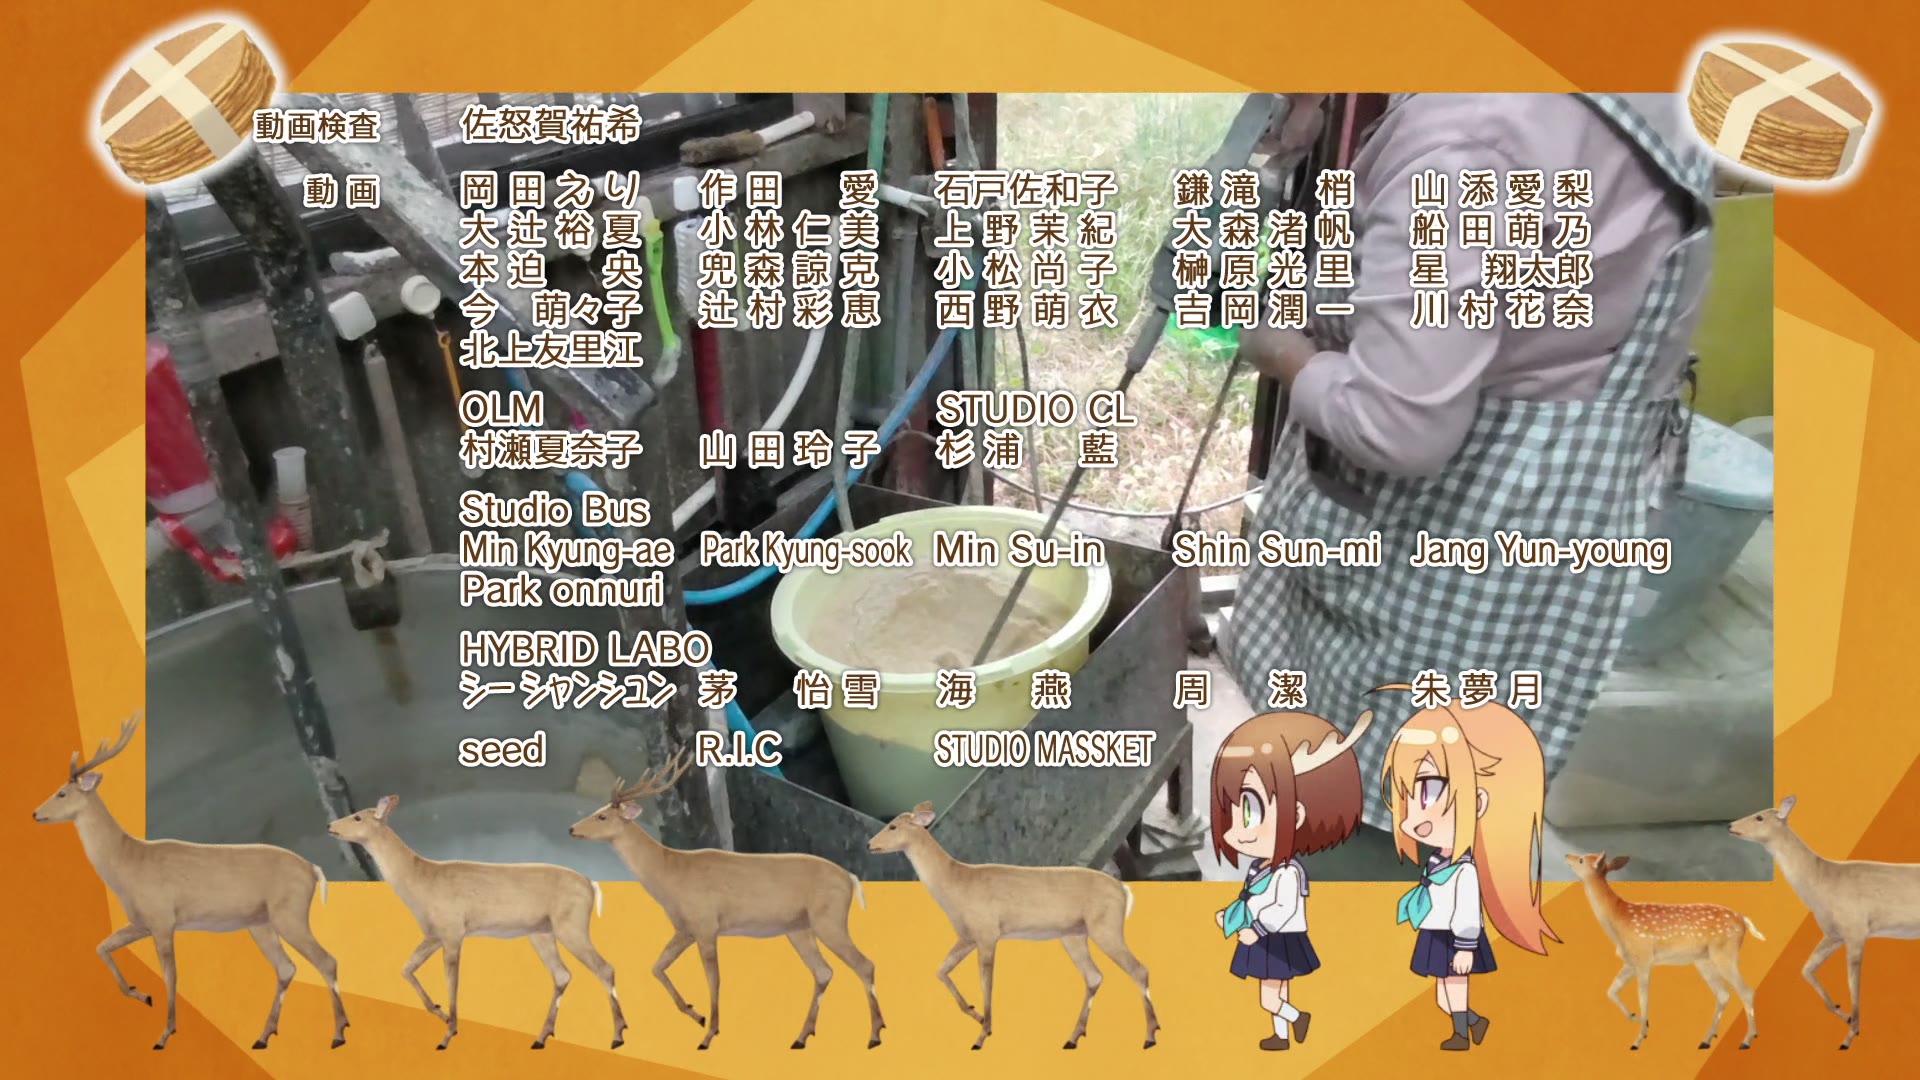 動画検査 佐怒賀祐希
動画 岡田えり 作田 愛 石戸佐和子 鎌滝 梢 山添愛梨
大辻裕夏 小林仁美 上野茉紀 大森渚帆 船田萌乃
本迫 央 兜森諒克 小松尚子 榊原光里 星 翔太郎
今 萌々子 辻村彩恵 西野萌衣 吉岡潤一 川村花奈
北上友里江
OLM STUDIO CL
村瀬夏奈子 山田玲子 杉浦 藍
Studio Bus
Min Kyung-ae Park Kyung-sook Min Su-in Shin Sun-mi Jang Yun-young
Park onnuri
HYBRID LABO
シー シャンシュン 茅 怡雪 海 燕 周 潔 朱夢月
seed R.I.C STUDIO MASSKET